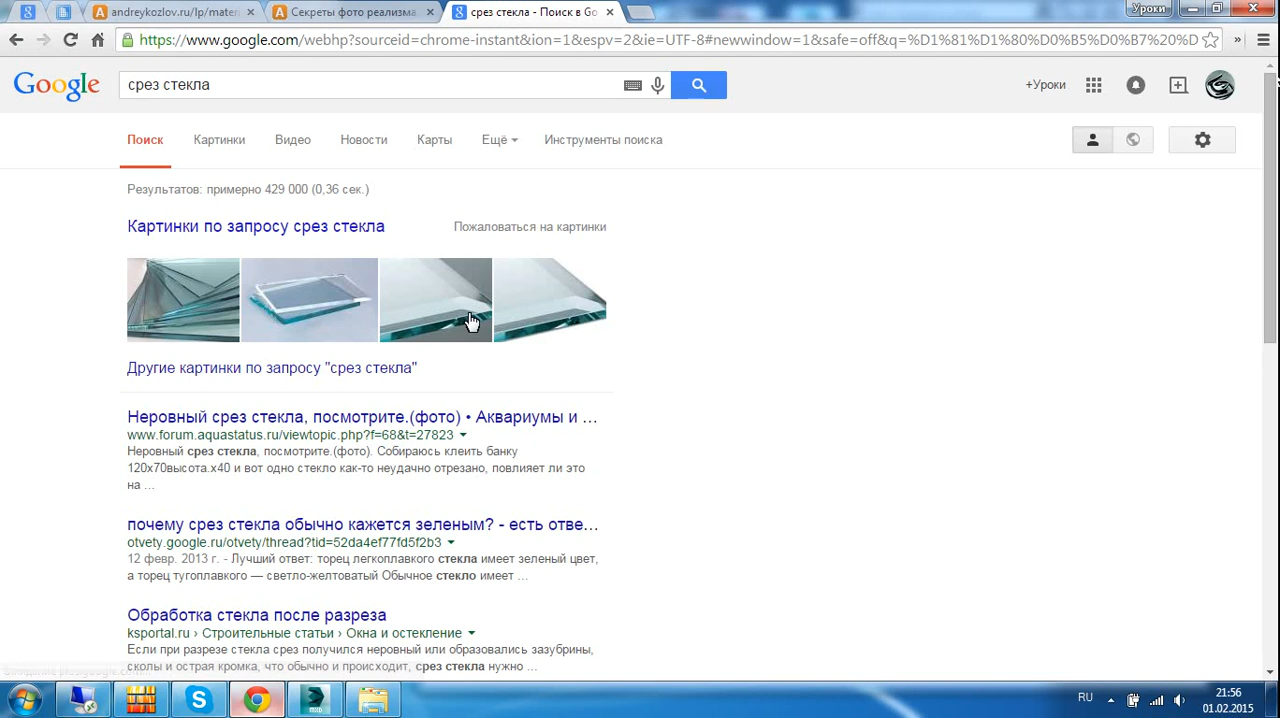 andreykozlov.ru/lp/mater
Секреты фото реализма
срез стекла - Поиск в Go
Уроки
https://www.google.com/webhp?sourceid=chrome-instant&ion=1&espv=2&ie=UTF-8#newwindow=1&safe=off&q=%D1%81%D1%80%D0%B5%D0%B7%20%D
Google
срез стекла
+Уроки
Поиск Картинки Видео Новости Карты Ещё Инструменты поиска
Результатов: примерно 429 000 (0,36 сек.)
Картинки по запросу срез стекла
Пожаловаться на картинки
Другие картинки по запросу "срез стекла"
Неровный срез стекла, посмотрите.(фото) • Аквариумы и ...
www.forum.aquastatus.ru/viewtopic.php?f=68&t=27823
Неровный срез стекла, посмотрите.(фото). Собираюсь клеить банку
120х70высота.х40 и вот одно стекло как-то неудачно отрезано, повлияет ли это
на ...
почему срез стекла обычно кажется зеленым? - есть отве...
otvety.google.ru/otvety/thread?tid=52da4ef77fd5f2b3
12 февр. 2013 г. - Лучший ответ: торец легкоплавкого стекла имеет зеленый цвет,
а торец тугоплавкого — светло-желтоватый Обычное стекло имеет ...
Обработка стекла после разреза
ksportal.ru › Строительные статьи › Окна и остекление
Если при разрезе стекла срез получился неровный или образовались зазубрины,
сколы и острая кромка, что обычно и происходит, срез стекла нужно ...
RU
21:56
01.02.2015